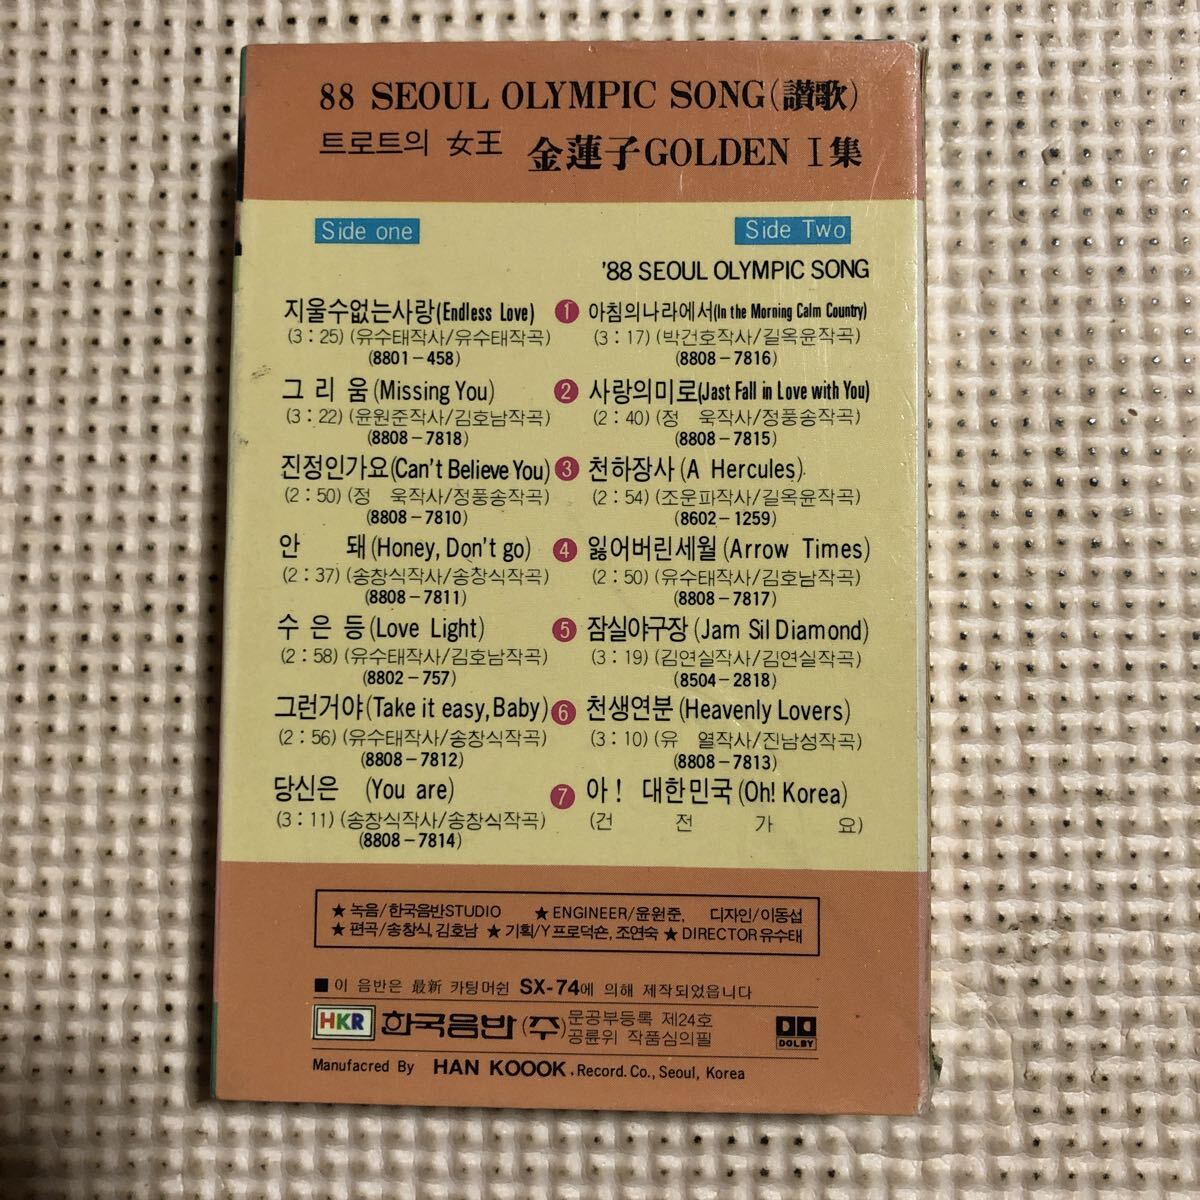 88 SEOUL OLYMPIC SONG(讃歌)
트로트의 女王 金蓮子GOLDEN I集
Side one
지울수없는사랑(Endless Love)
(3:25) (유수태작사/유수태작곡)
(8801-458)
그리움(Missing You)
(3:22) (윤원준작사/김호남작곡)
(8808-7818)
진정인가요(Can't Believe You)
(2:50) (정 욱작사/정풍송작곡)
(8808-7810)
안 돼(Honey, Don't go)
(2:37) (송창식작사/송창식작곡)
(8808-7811)
수은등(Love Light)
(2:58) (유수태작사/김호남작곡)
(8802-757)
그런거야(Take it easy, Baby)
(2:56) (유수태작사/송창식작곡)
(8808-7812)
당신은 (You are)
(3:11) (송창식작사/송창식작곡)
(8808-7814)
Side Two
'88 SEOUL OLYMPIC SONG
1 아침의나라에서(In the Morning Calm Country)
(3:17) (박건호작사/길옥윤작곡)
(8808-7816)
2 사랑의미로(Jast Fall in Love with You)
(2:40) (정 욱작사/정풍송작곡)
(8808-7815)
3 천하장사 (A Hercules)
(2:54) (조운파작사/길옥윤작곡)
(8602-1259)
4 잃어버린세월 (Arrow Times)
(2:50) (유수태작사/김호남작곡)
(8808-7817)
5 잠실야구장 (Jam Sil Diamond)
(3:19) (김연실작사/김연실작곡)
(8504-2818)
6 천생연분 (Heavenly Lovers)
(3:10) (유 열작사/진남성작곡)
(8808-7813)
7 아! 대한민국 (Oh! Korea)
(건 전 가 요)
★ 녹음/한국음반STUDIO ★ ENGINEER/윤원준, 디자인/이동섭
★ 편곡/송창식, 김호남 ★ 기획/Y프로덕숀, 조연숙 ★ DIRECTOR유수태
■ 이 음반은 最新 카팅머쉰 SX-74에 의해 제작되었읍니다
HKR 한국음반(주) 문공부등록 제24호
공륜위 작품심의필
DOLBY
Manufacred By HAN KOOOK. Record. Co., Seoul, Korea